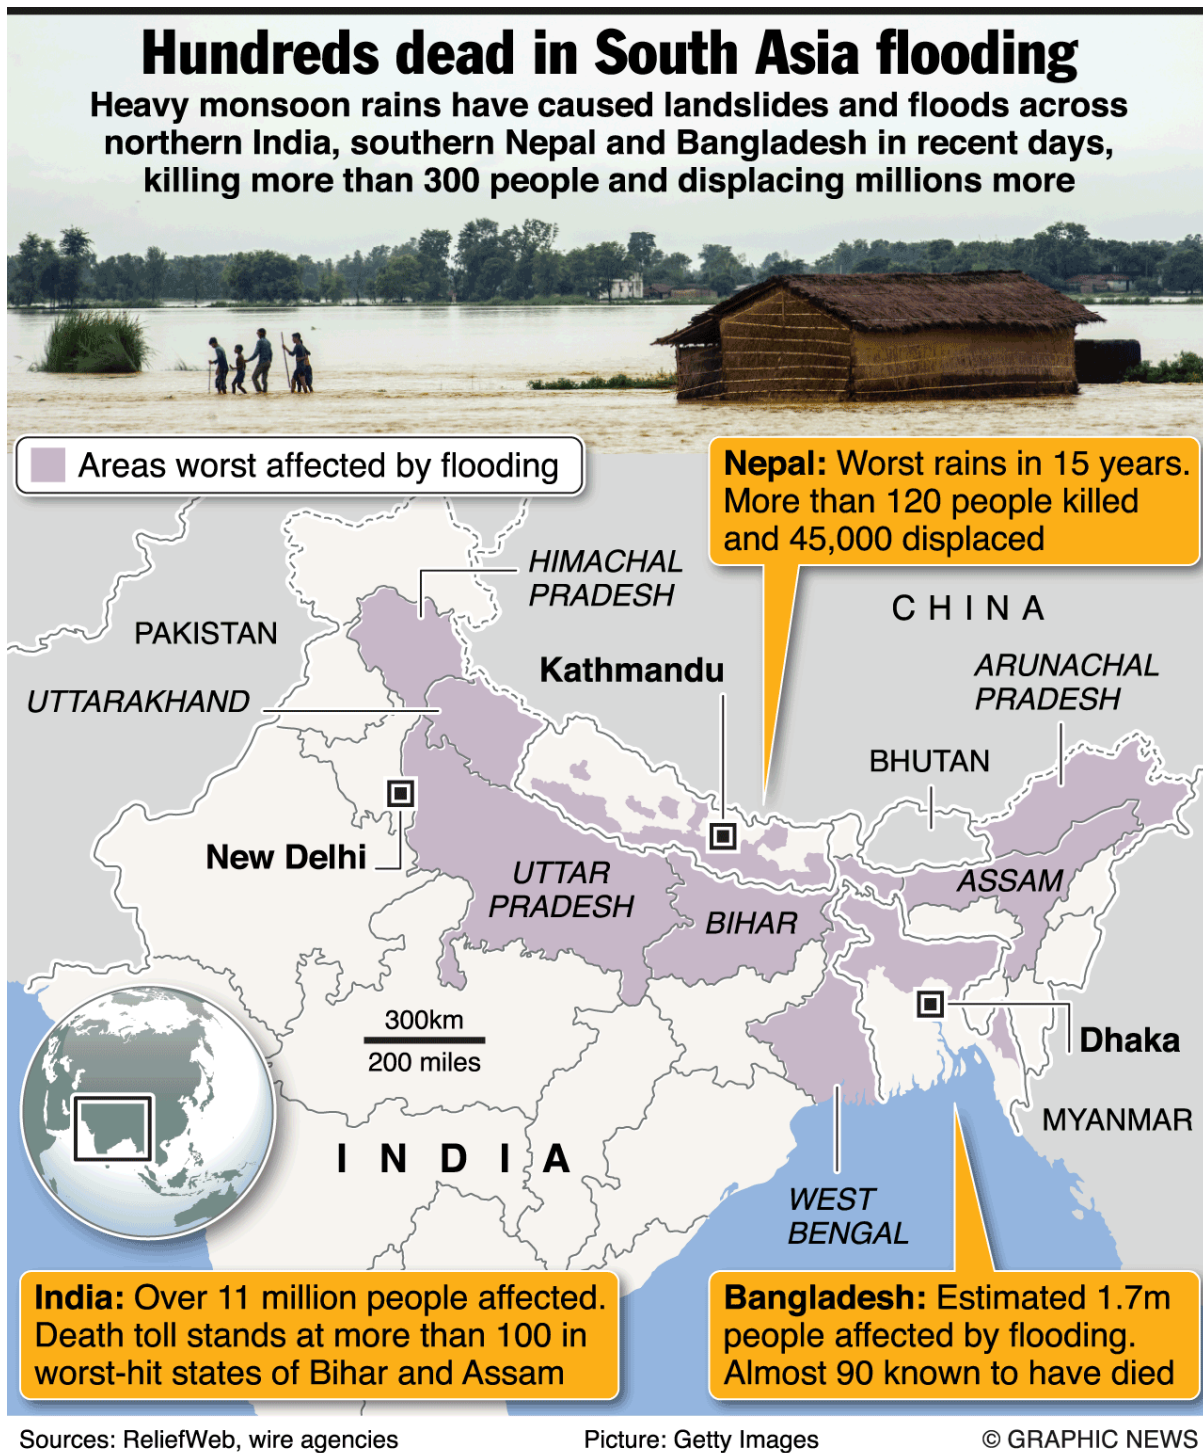 Hundreds dead in South Asia flooding
Heavy monsoon rains have caused landslides and floods across
northern India, southern Nepal and Bangladesh in recent days,
killing more than 300 people and displacing millions more
Areas worst affected by flooding
Nepal: Worst rains in 15 years.
More than 120 people killed
and 45,000 displaced
HIMACHAL
PRADESH
CHINA
PAKISTAN
Kathmandu
ARUNACHAL
PRADESH
UTTARAKHAND
BHUTAN
New Delhi
UTTAR
PRADESH
ASSAM
BIHAR
300km
200 miles
Dhaka
MYANMAR
INDIA
WEST
BENGAL
India: Over 11 million people affected.
Death toll stands at more than 100 in
worst-hit states of Bihar and Assam
Bangladesh: Estimated 1.7m
people affected by flooding.
Almost 90 known to have died
Sources: ReliefWeb, wire agencies
Picture: Getty Images
© GRAPHIC NEWS